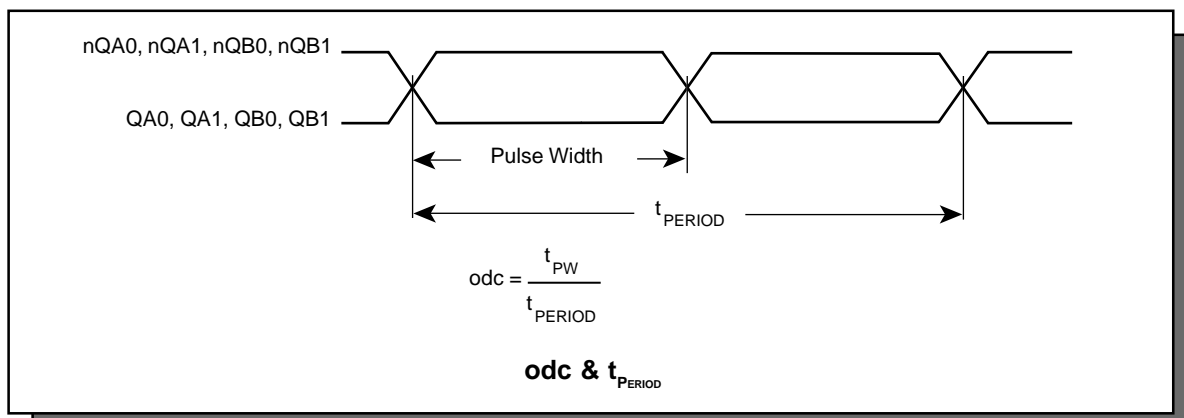 nQA0, nQA1, nQB0, nQB1
QA0, QA1, QB0, QB1
Pulse Width
tPERIOD
odc = tPW
tPERIOD
odc & tPERIOD